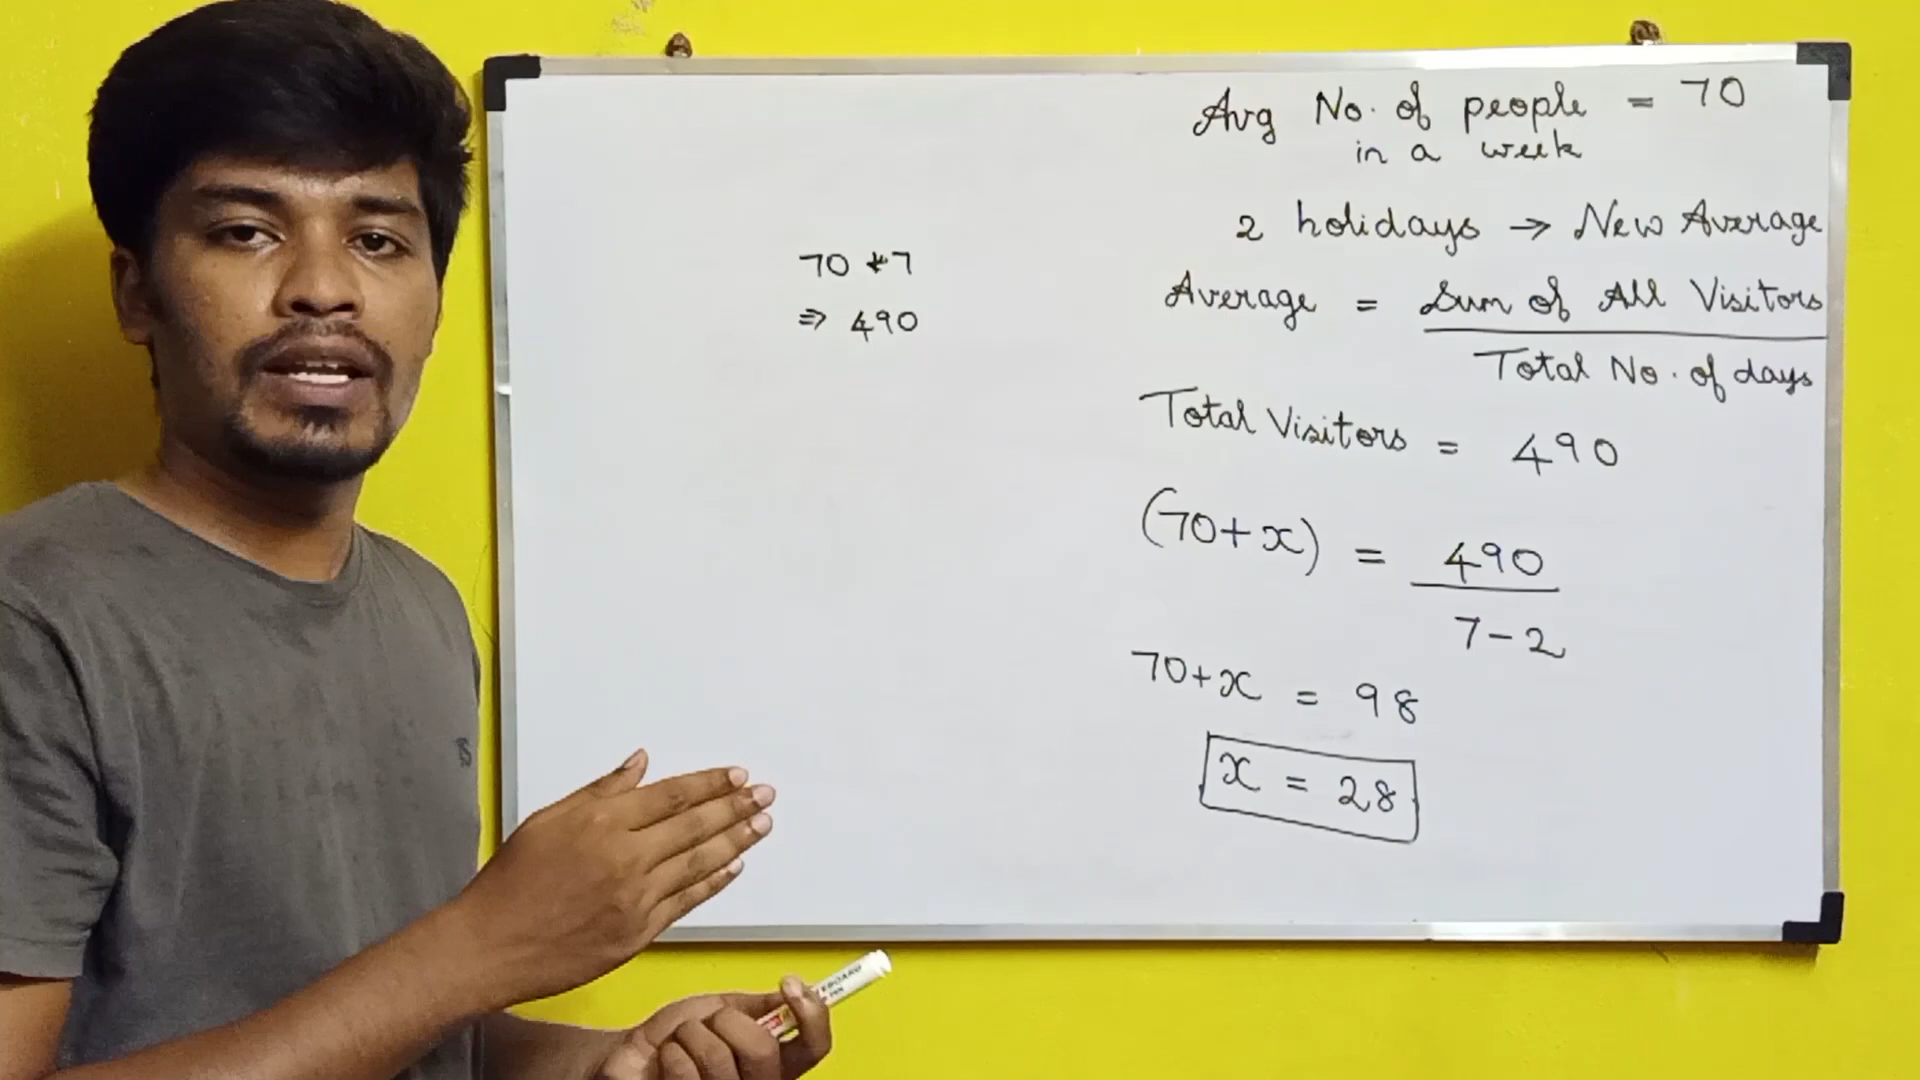 70 * 7
⇒ 490
Avg No. of people = 70
in a week
2 holidays → New Average
Average = Sum of All Visitors
Total No. of days
Total Visitors = 490
(70+x) = 490
7-2
70+x = 98
x = 28